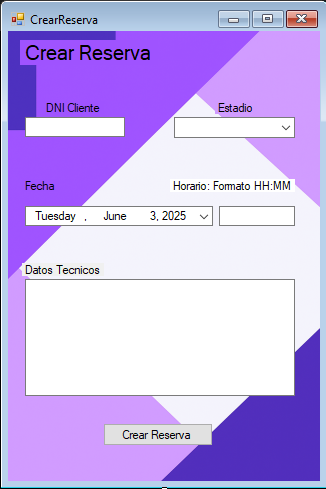 CrearReserva
Crear Reserva
DNI Cliente
Estadio
Fecha
Horario: Formato HH:MM
Tuesday , June 3, 2025
Datos Tecnicos
Crear Reserva